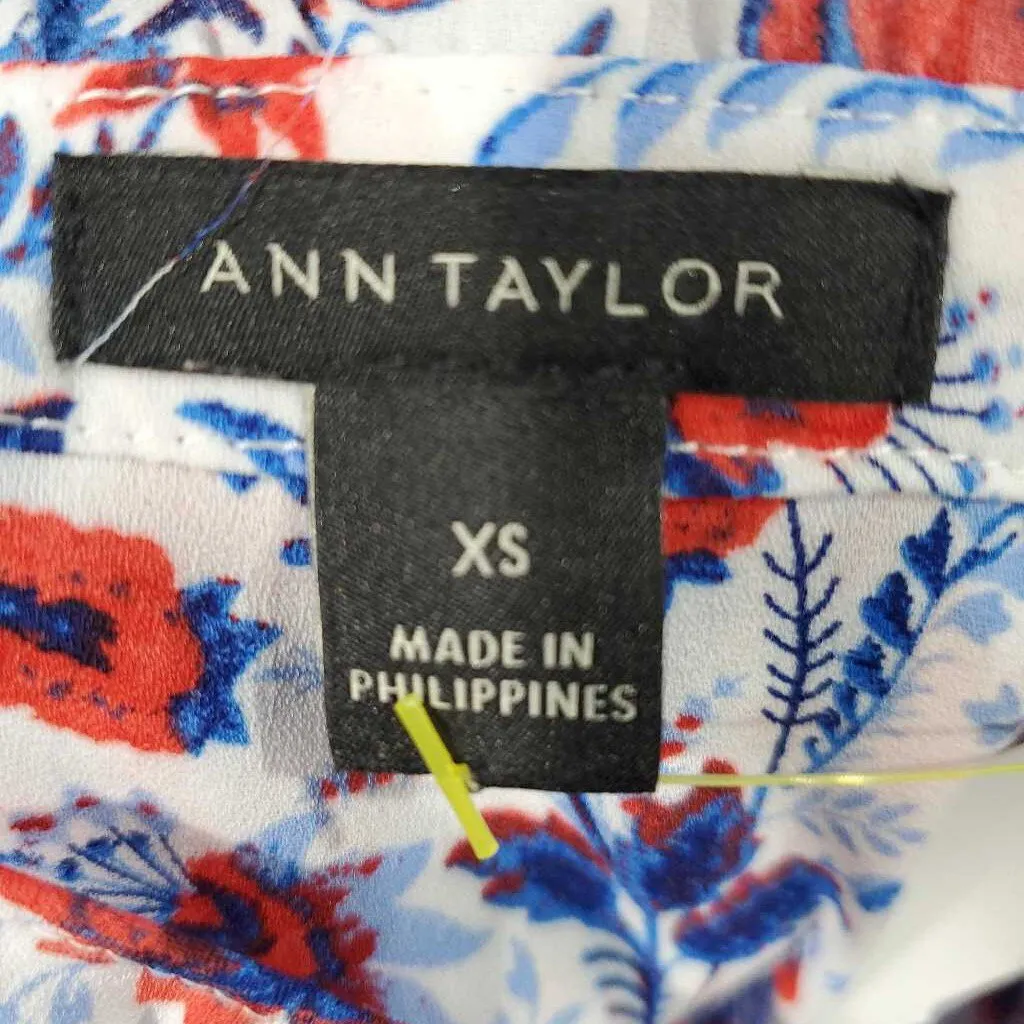 ANN TAYLOR
XS
MADE IN
PHILIPPINES